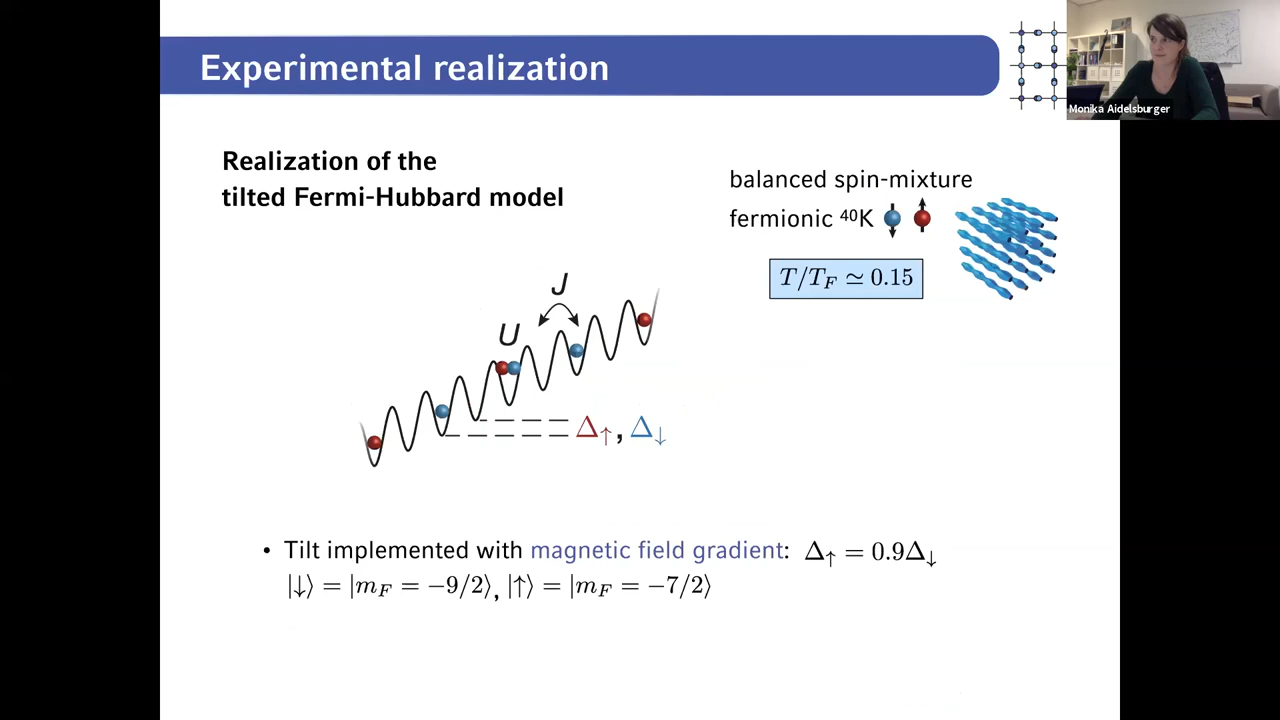 Experimental realization
Monika Aidelsburger
Realization of the
tilted Fermi-Hubbard model
balanced spin-mixture
fermionic ⁴⁰K
T/T_F ≃ 0.15
J
U
Δ↑, Δ↓
• Tilt implemented with magnetic field gradient: Δ↑ = 0.9Δ↓
|↓⟩ = |m_F = −9/2⟩, |↑⟩ = |m_F = −7/2⟩